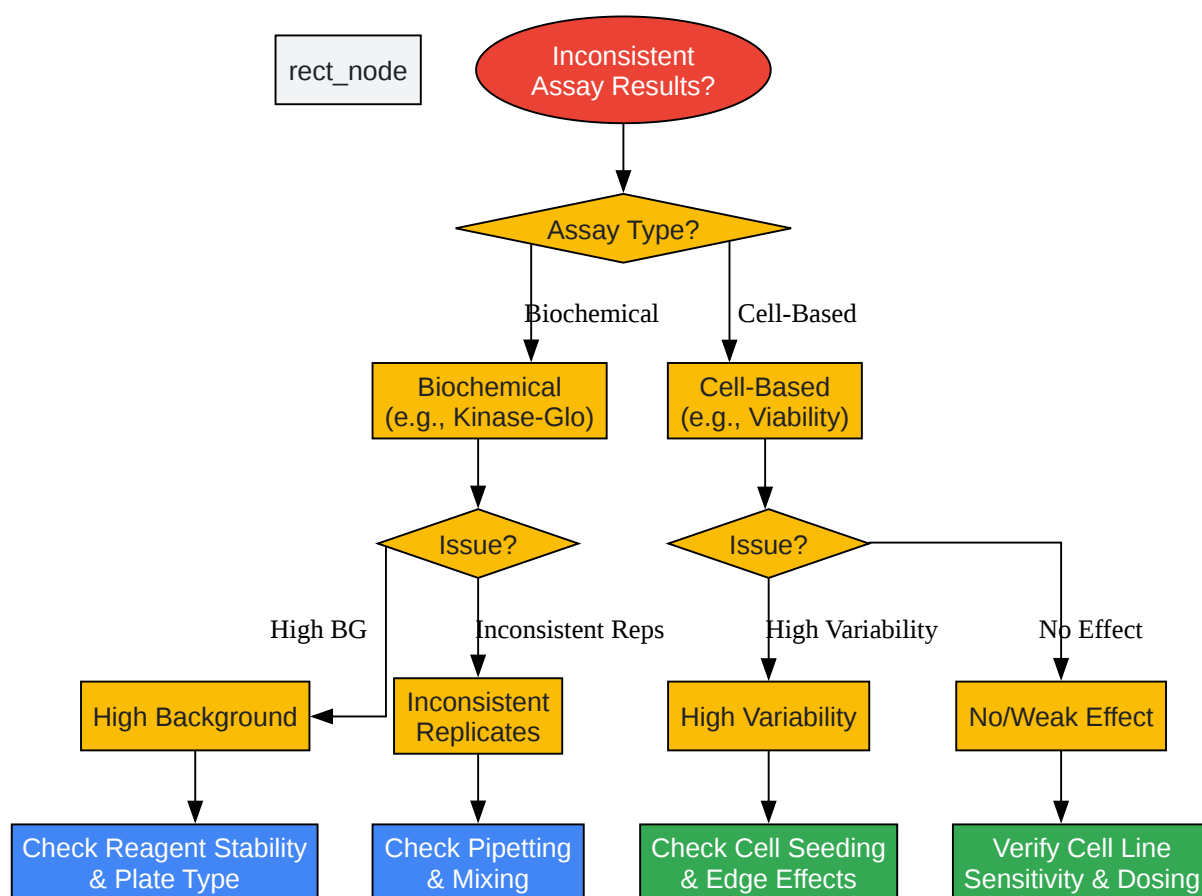 rect_node
Inconsistent
Assay Results?
Assay Type?
Biochemical
Cell-Based
Biochemical
(e.g., Kinase-Glo)
Cell-Based
(e.g., Viability)
Issue?
Issue?
High BG
Inconsistent Reps
High Variability
No Effect
High Background
Inconsistent
Replicates
High Variability
No/Weak Effect
Check Reagent Stability
& Plate Type
Check Pipetting
& Mixing
Check Cell Seeding
& Edge Effects
Verify Cell Line
Sensitivity & Dosing